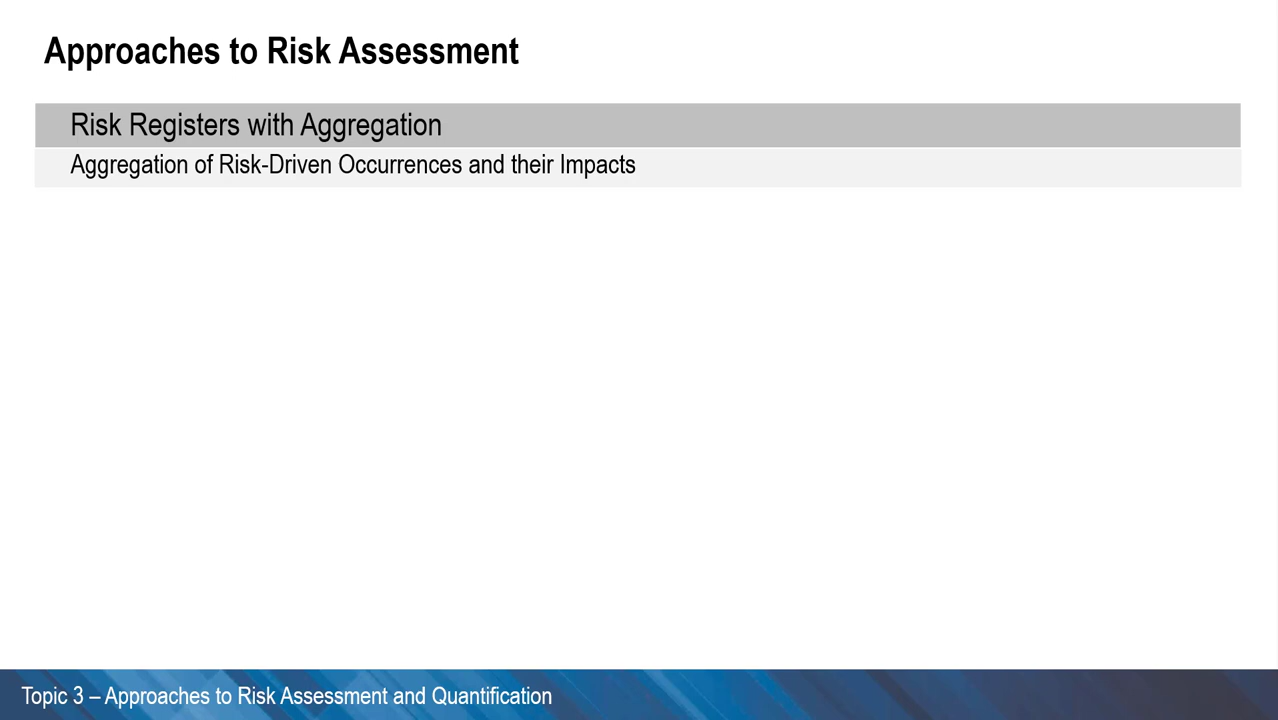 Approaches to Risk Assessment
Risk Registers with Aggregation
Aggregation of Risk-Driven Occurrences and their Impacts
Topic 3 – Approaches to Risk Assessment and Quantification